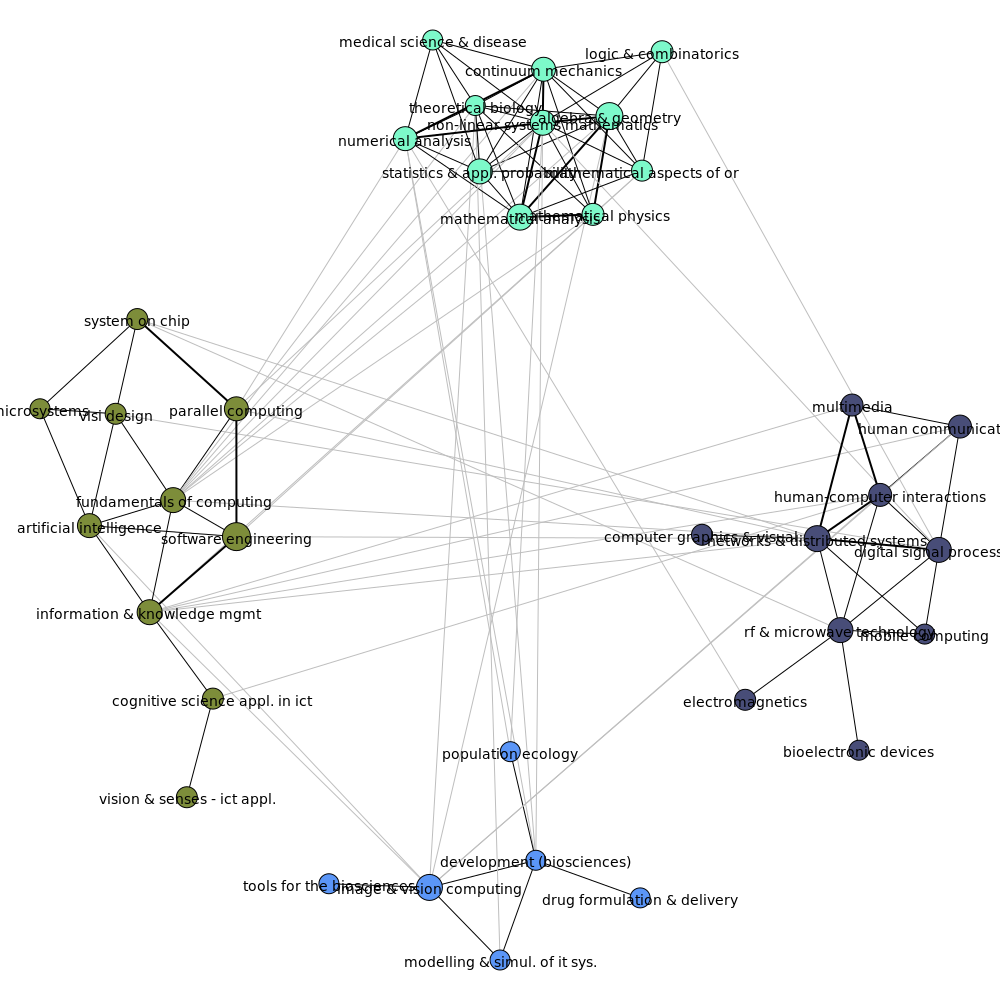 medical science & disease
logic & combinatorics
continuum mechanics
theoretical biology
algebra & geometry
non-linear systems mathematics
numerical analysis
statistics & appl. probability
mathematical aspects of or
mathematical analysis
mathematical physics
system on chip
microsystems
vlsi design
parallel computing
multimedia
human communicat
fundamentals of computing
human-computer interactions
artificial intelligence
software engineering
computer graphics & visual.
networks & distributed systems
digital signal process
information & knowledge mgmt
rf & microwave technology
mobile computing
cognitive science appl. in ict
electromagnetics
population ecology
bioelectronic devices
vision & senses - ict appl.
development (biosciences)
tools for the biosciences
image & vision computing
drug formulation & delivery
modelling & simul. of it sys.